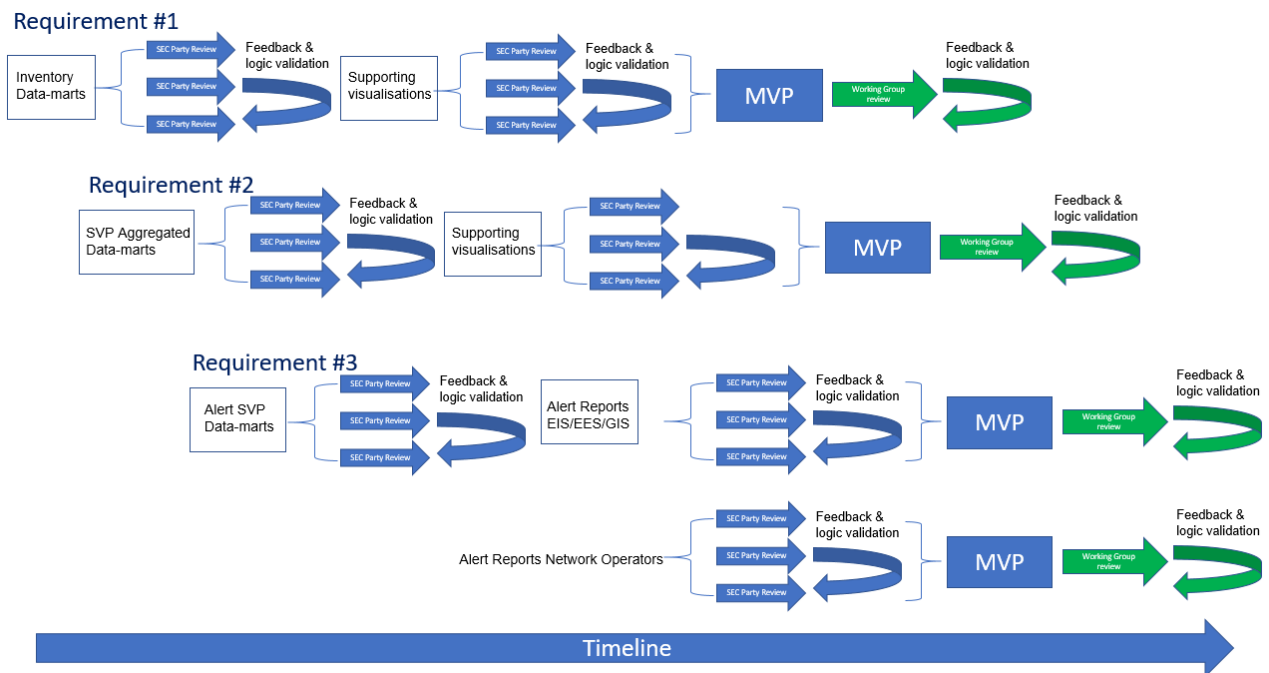 Requirement #1
Inventory
Data-marts
SEC Party Review
SEC Party Review
SEC Party Review
Feedback &
logic validation
Supporting
visualisations
SEC Party Review
SEC Party Review
SEC Party Review
Feedback &
logic validation
MVP
Working Group
review
Feedback &
logic validation
Requirement #2
SVP Aggregated
Data-marts
SEC Party Review
SEC Party Review
SEC Party Review
Feedback &
logic validation
Supporting
visualisations
SEC Party Review
SEC Party Review
SEC Party Review
MVP
Working Group
review
Feedback &
logic validation
Requirement #3
Alert SVP
Data-marts
SEC Party Review
SEC Party Review
SEC Party Review
Feedback &
logic validation
Alert Reports
EIS/EES/GIS
SEC Party Review
SEC Party Review
SEC Party Review
Feedback &
logic validation
MVP
Working Group
review
Feedback &
logic validation
Alert Reports Network Operators
SEC Party Review
SEC Party Review
SEC Party Review
Feedback &
logic validation
MVP
Working Group
review
Feedback &
logic validation
Timeline